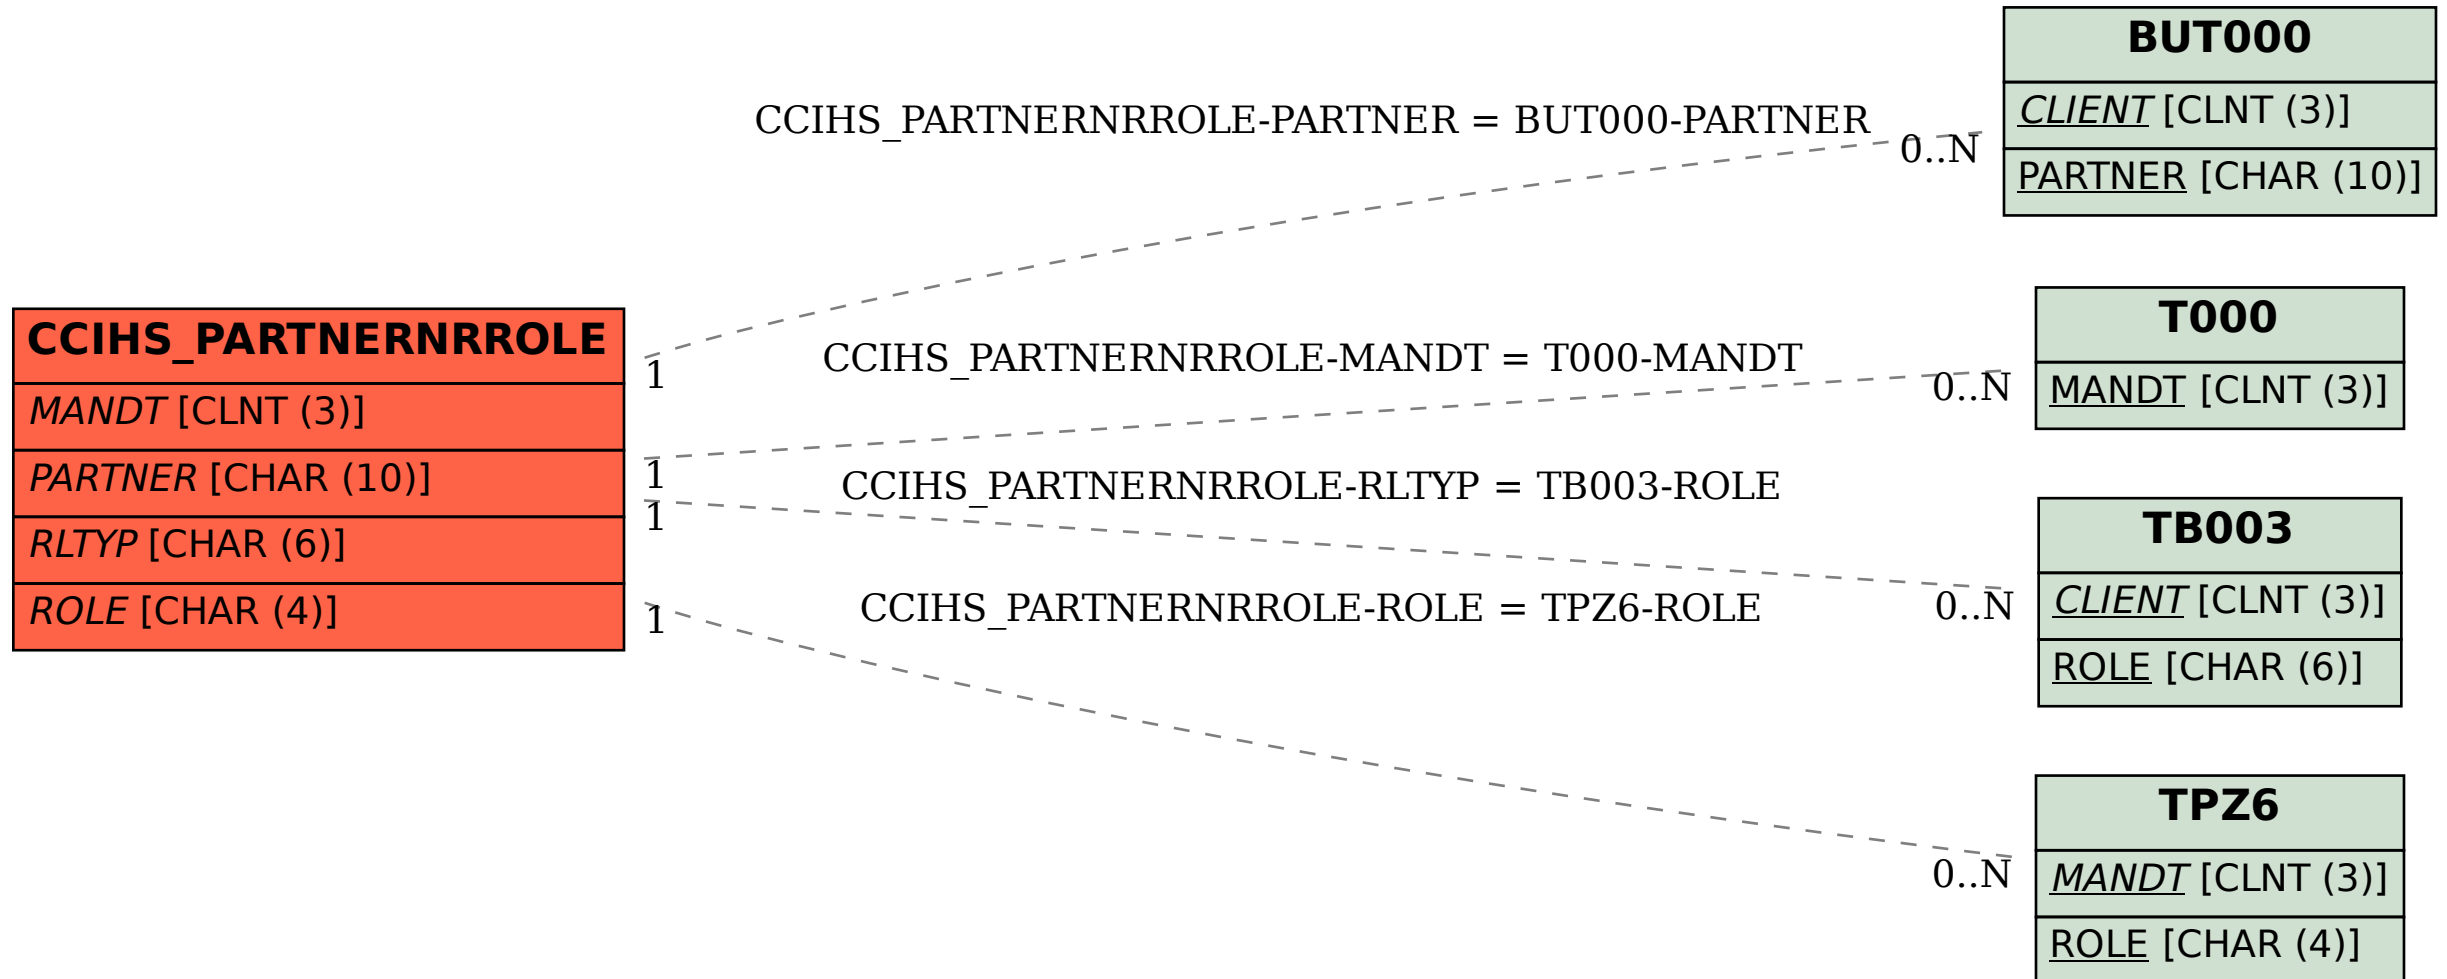 BUT000
CLIENT [CLNT (3)]
PARTNER [CHAR (10)]
CCIHS_PARTNERNRROLE-PARTNER = BUT000-PARTNER
0..N
1
T000
MANDT [CLNT (3)]
CCIHS_PARTNERNRROLE-MANDT = T000-MANDT
0..N
1
CCIHS_PARTNERNRROLE
MANDT [CLNT (3)]
PARTNER [CHAR (10)]
RLTYP [CHAR (6)]
ROLE [CHAR (4)]
CCIHS_PARTNERNRROLE-RLTYP = TB003-ROLE
1
0..N
TB003
CLIENT [CLNT (3)]
ROLE [CHAR (6)]
CCIHS_PARTNERNRROLE-ROLE = TPZ6-ROLE
1
0..N
TPZ6
MANDT [CLNT (3)]
ROLE [CHAR (4)]